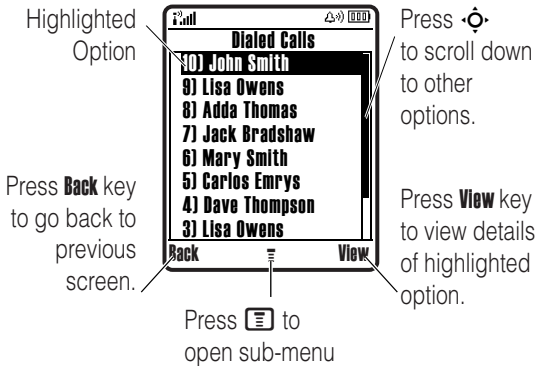 Highlighted
Option
Dialed Calls
10) John Smith
9) Lisa Owens
8) Adda Thomas
7) Jack Bradshaw
6) Mary Smith
5) Carlos Emrys
4) Dave Thompson
3) Lisa Owens
Back
View
Press
to scroll down
to other
options.
Press Back key
to go back to
previous
screen.
Press View key
to view details
of highlighted
option.
Press to
open sub-menu